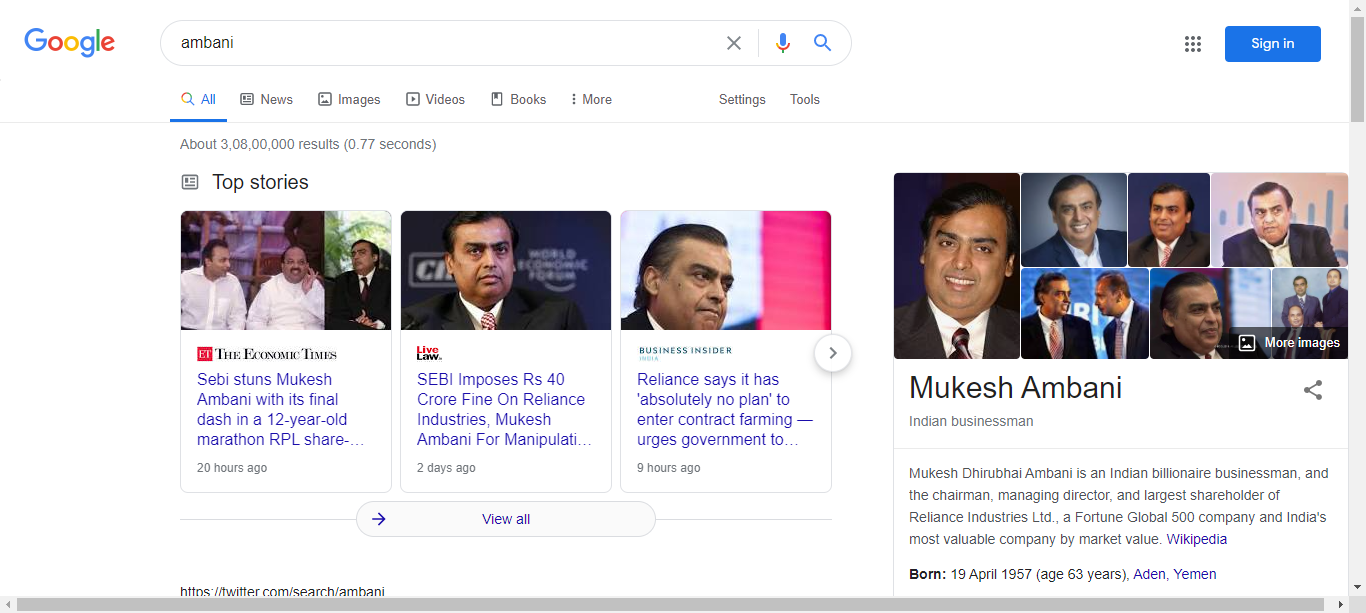 Google
ambani
Sign in
All News Images Videos Books More Settings Tools
About 3,08,00,000 results (0.77 seconds)
Top stories
CII
WORLD
ECONOMIC
FORUM
ET THE ECONOMIC TIMES
Sebi stuns Mukesh
Ambani with its final
dash in a 12-year-old
marathon RPL share-…
20 hours ago
Live
Law.
SEBI Imposes Rs 40
Crore Fine On Reliance
Industries, Mukesh
Ambani For Manipulati…
2 days ago
BUSINESS INSIDER
INDIA
Reliance says it has
'absolutely no plan' to
enter contract farming —
urges government to…
9 hours ago
View all
https://twitter.com/search/ambani
More images
Mukesh Ambani
Indian businessman
Mukesh Dhirubhai Ambani is an Indian billionaire businessman, and
the chairman, managing director, and largest shareholder of
Reliance Industries Ltd., a Fortune Global 500 company and India's
most valuable company by market value. Wikipedia
Born: 19 April 1957 (age 63 years), Aden, Yemen